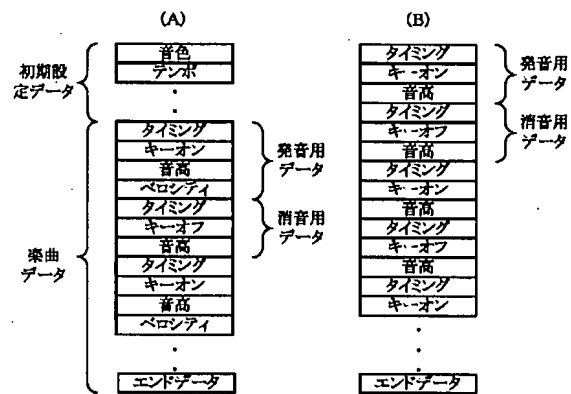 (A)
初期設
定データ
音色
テンポ
楽曲
データ
タイミング
キーオン
音高
ベロシティ
タイミング
キーオフ
音高
タイミング
キーオン
音高
ベロシティ
エンドデータ
発音用
データ
消音用
データ
(B)
タイミング
キーオン
音高
タイミング
キーオフ
音高
タイミング
キーオン
音高
タイミング
キーオフ
音高
タイミング
キーオン
エンドデータ
発音用
データ
消音用
データ